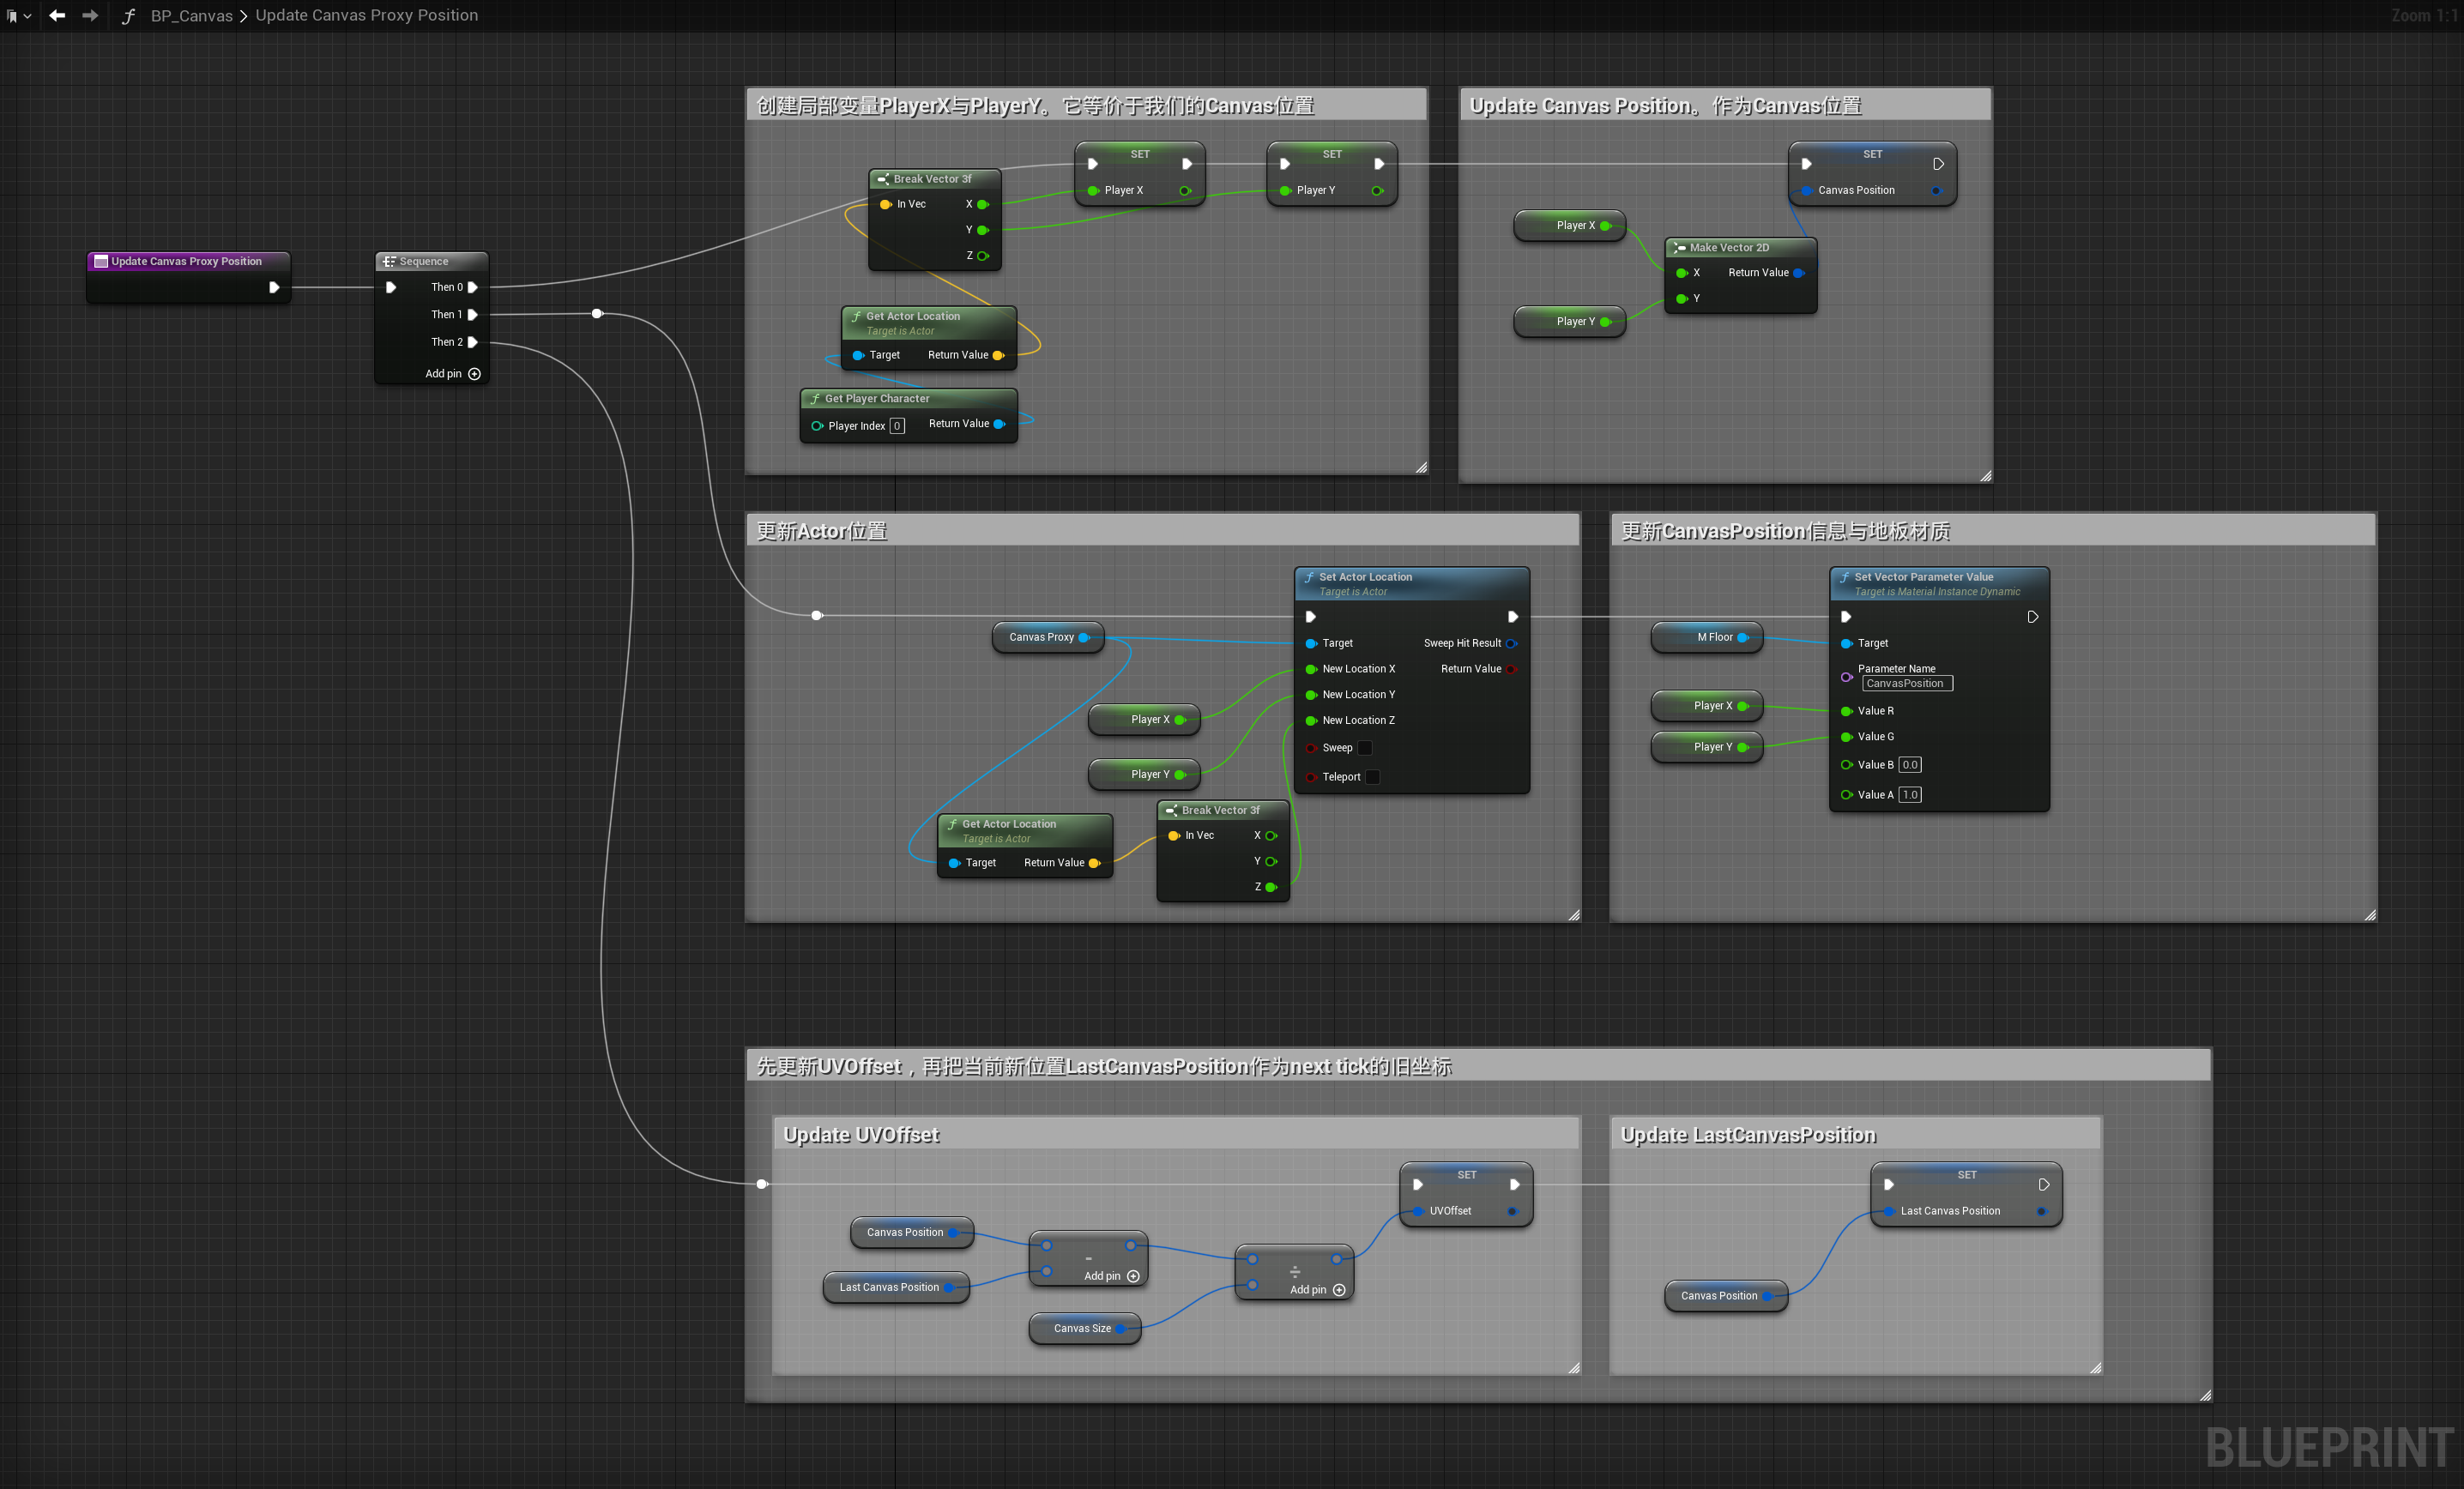 BP_Canvas > Update Canvas Proxy Position
Zoom 1:1
创建局部变量PlayerX与PlayerY。它等价于我们的Canvas位置
SET
SET
Break Vector 3f
In Vec
X
Y
Z
Player X
Player Y
Get Actor Location
Target is Actor
Target
Return Value
Get Player Character
Player Index 0
Return Value
Update Canvas Position。作为Canvas位置
SET
Canvas Position
Player X
Player Y
Make Vector 2D
X
Return Value
Y
Update Canvas Proxy Position
Sequence
Then 0
Then 1
Then 2
Add pin
更新Actor位置
Set Actor Location
Target is Actor
Canvas Proxy
Target
Sweep Hit Result
New Location X
Return Value
New Location Y
New Location Z
Sweep
Teleport
Player X
Player Y
Get Actor Location
Target is Actor
Target
Return Value
Break Vector 3f
In Vec
X
Y
Z
更新CanvasPosition信息与地板材质
Set Vector Parameter Value
Target is Material Instance Dynamic
M Floor
Target
Parameter Name
CanvasPosition
Player X
Value R
Player Y
Value G
Value B 0.0
Value A 1.0
先更新UVOffset，再把当前新位置LastCanvasPosition作为next tick的旧坐标
Update UVOffset
SET
UVOffset
Canvas Position
Last Canvas Position
-
Add pin
÷
Add pin
Canvas Size
Update LastCanvasPosition
SET
Last Canvas Position
Canvas Position
BLUEPRINT